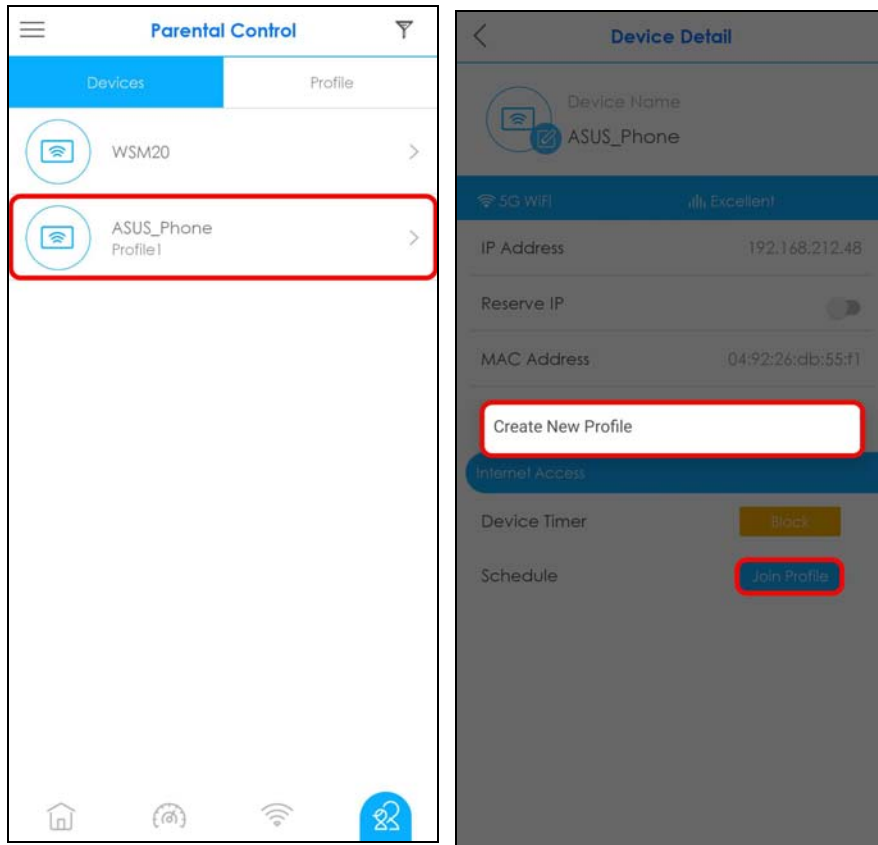 Parental Control
Devices
Profile
WSM20
ASUS_Phone
Profile1
Device Detail
Device Name
ASUS_Phone
5G WiFi
Excellent
IP Address
192.168.212.48
Reserve IP
MAC Address
04:92:26:db:55:f1
Create New Profile
Internet Access
Device Timer
Block
Schedule
Join Profile